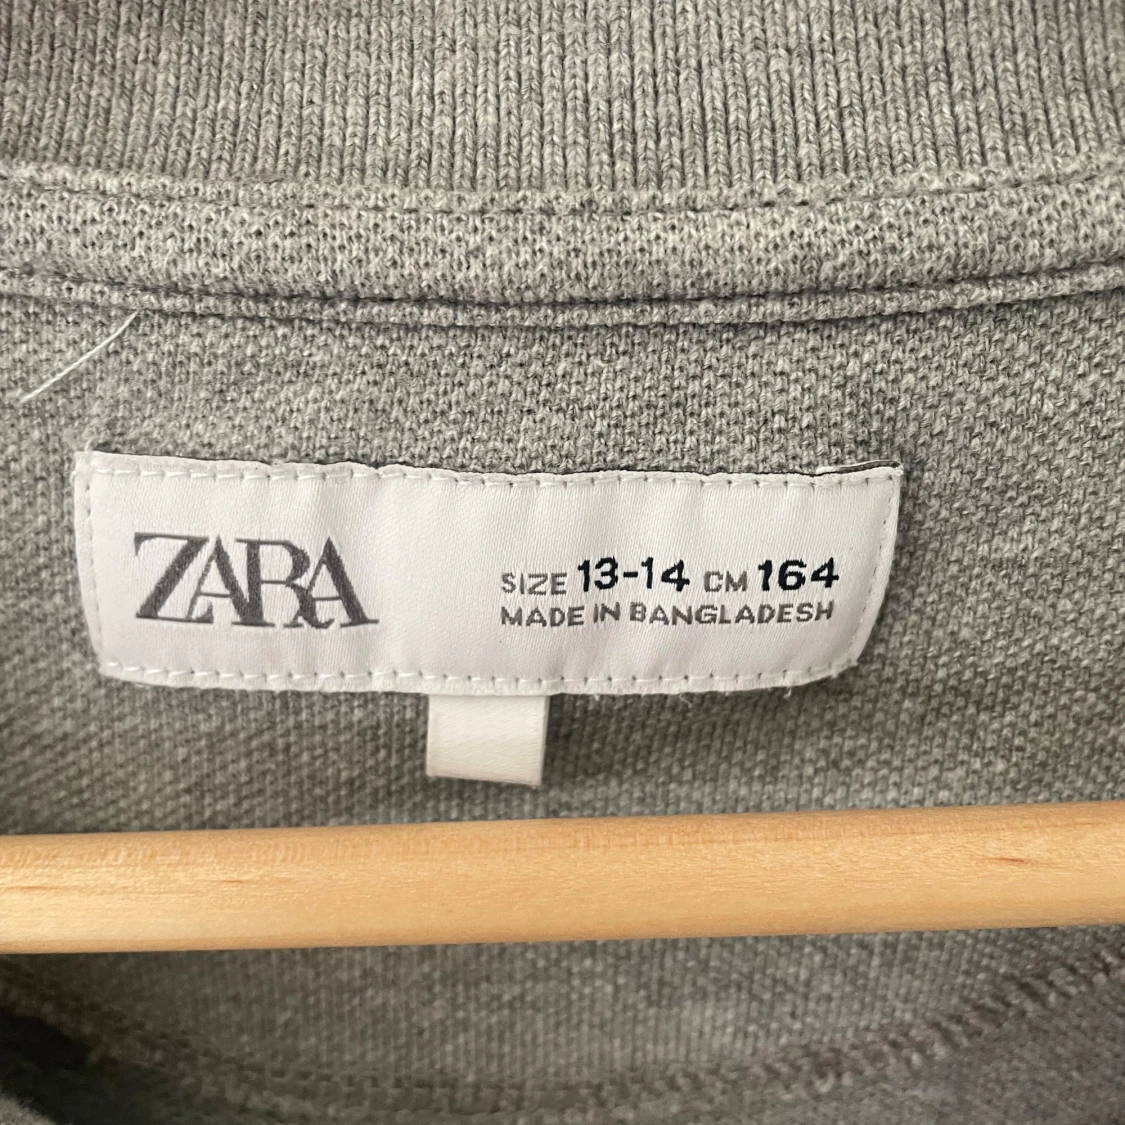 ZARA
SIZE 13-14 CM 164
MADE IN BANGLADESH